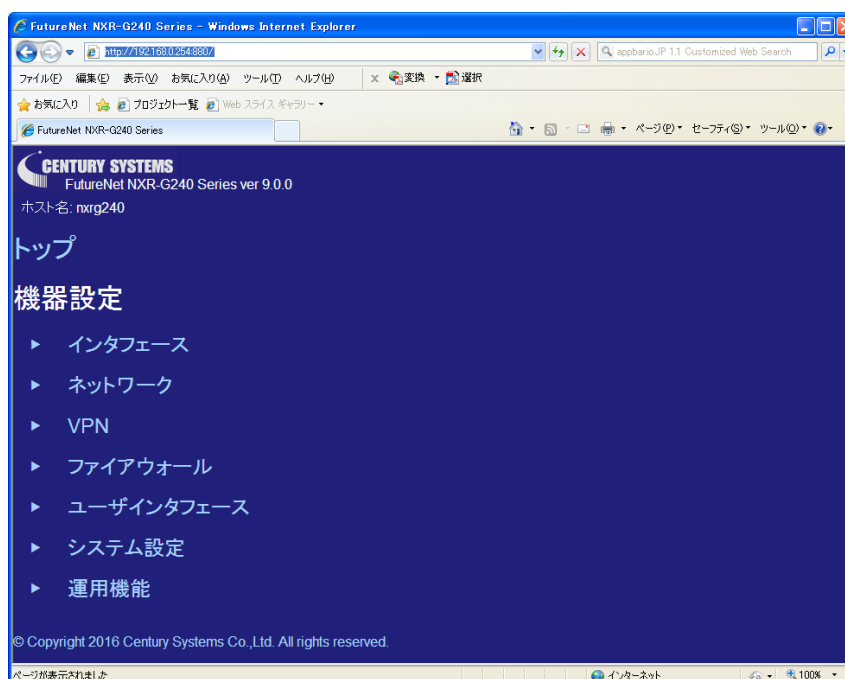 FutureNet NXR-G240 Series - Windows Internet Explorer
http://192.168.0.254:880/
appbarioJP 1.1 Customized Web Search
ファイル(F) 編集(E) 表示(V) お気に入り(A) ツール(T) ヘルプ(H) x 変換 選択
お気に入り プロジェクト一覧 Web スライス ギャラリー
FutureNet NXR-G240 Series ページ(P) セーフティ(S) ツール(O)
CENTURY SYSTEMS
FutureNet NXR-G240 Series ver 9.0.0
ホスト名: nxrg240
トップ
機器設定
インタフェース
ネットワーク
VPN
ファイアウォール
ユーザインタフェース
システム設定
運用機能
© Copyright 2016 Century Systems Co.,Ltd. All rights reserved.
ページが表示されました インターネット 100%